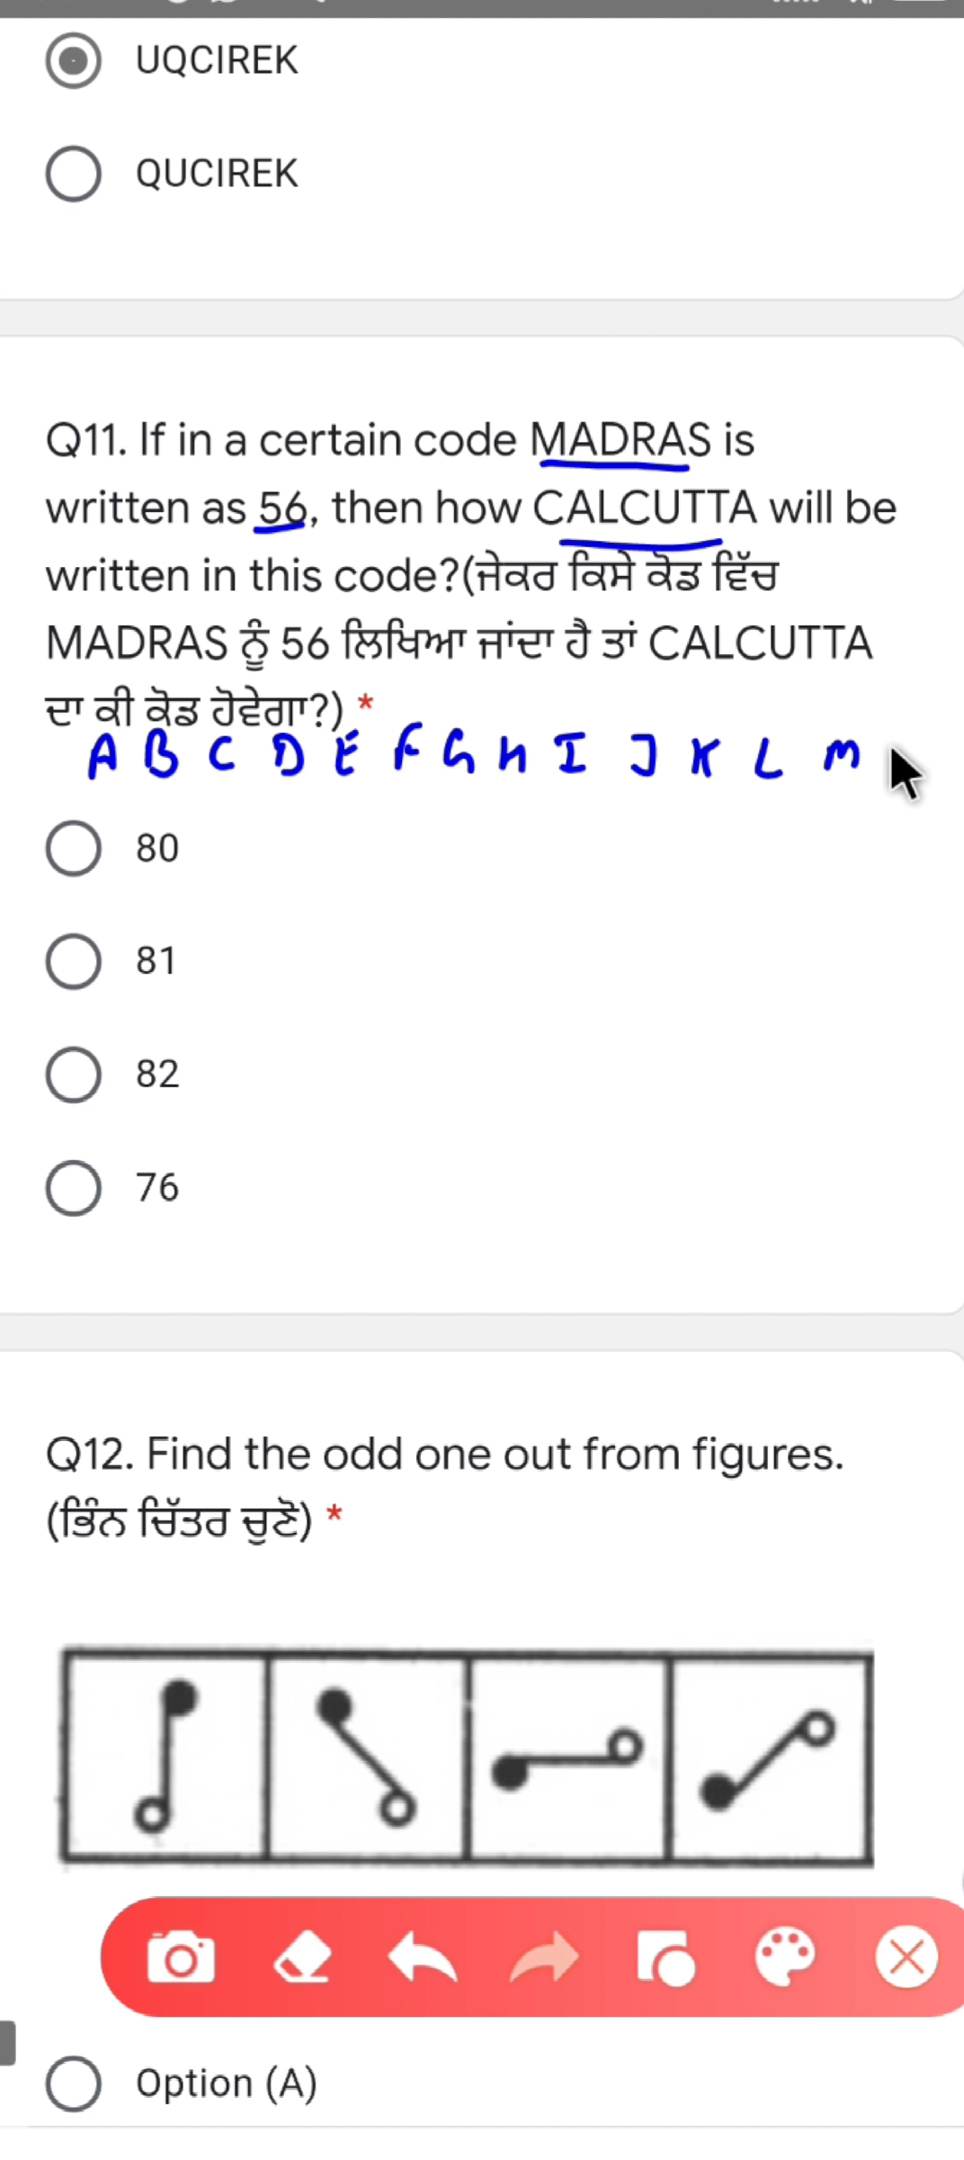 UQCIREK
QUCIREK
Q11. If in a certain code MADRAS is
written as 56, then how CALCUTTA will be
written in this code?(ਜੇਕਰ ਕਿਸੇ ਕੋਡ ਵਿੱਚ
MADRAS ਨੂੰ 56 ਲਿਖਿਆ ਜਾਂਦਾ ਹੈ ਤਾਂ CALCUTTA
ਦਾ ਕੀ ਕੋਡ ਹੋਵੇਗਾ?) *
A B C D E F G H I J K L M
80
81
82
76
Q12. Find the odd one out from figures.
(ਭਿੰਨ ਚਿੱਤਰ ਚੁਣੋ) *
Option (A)